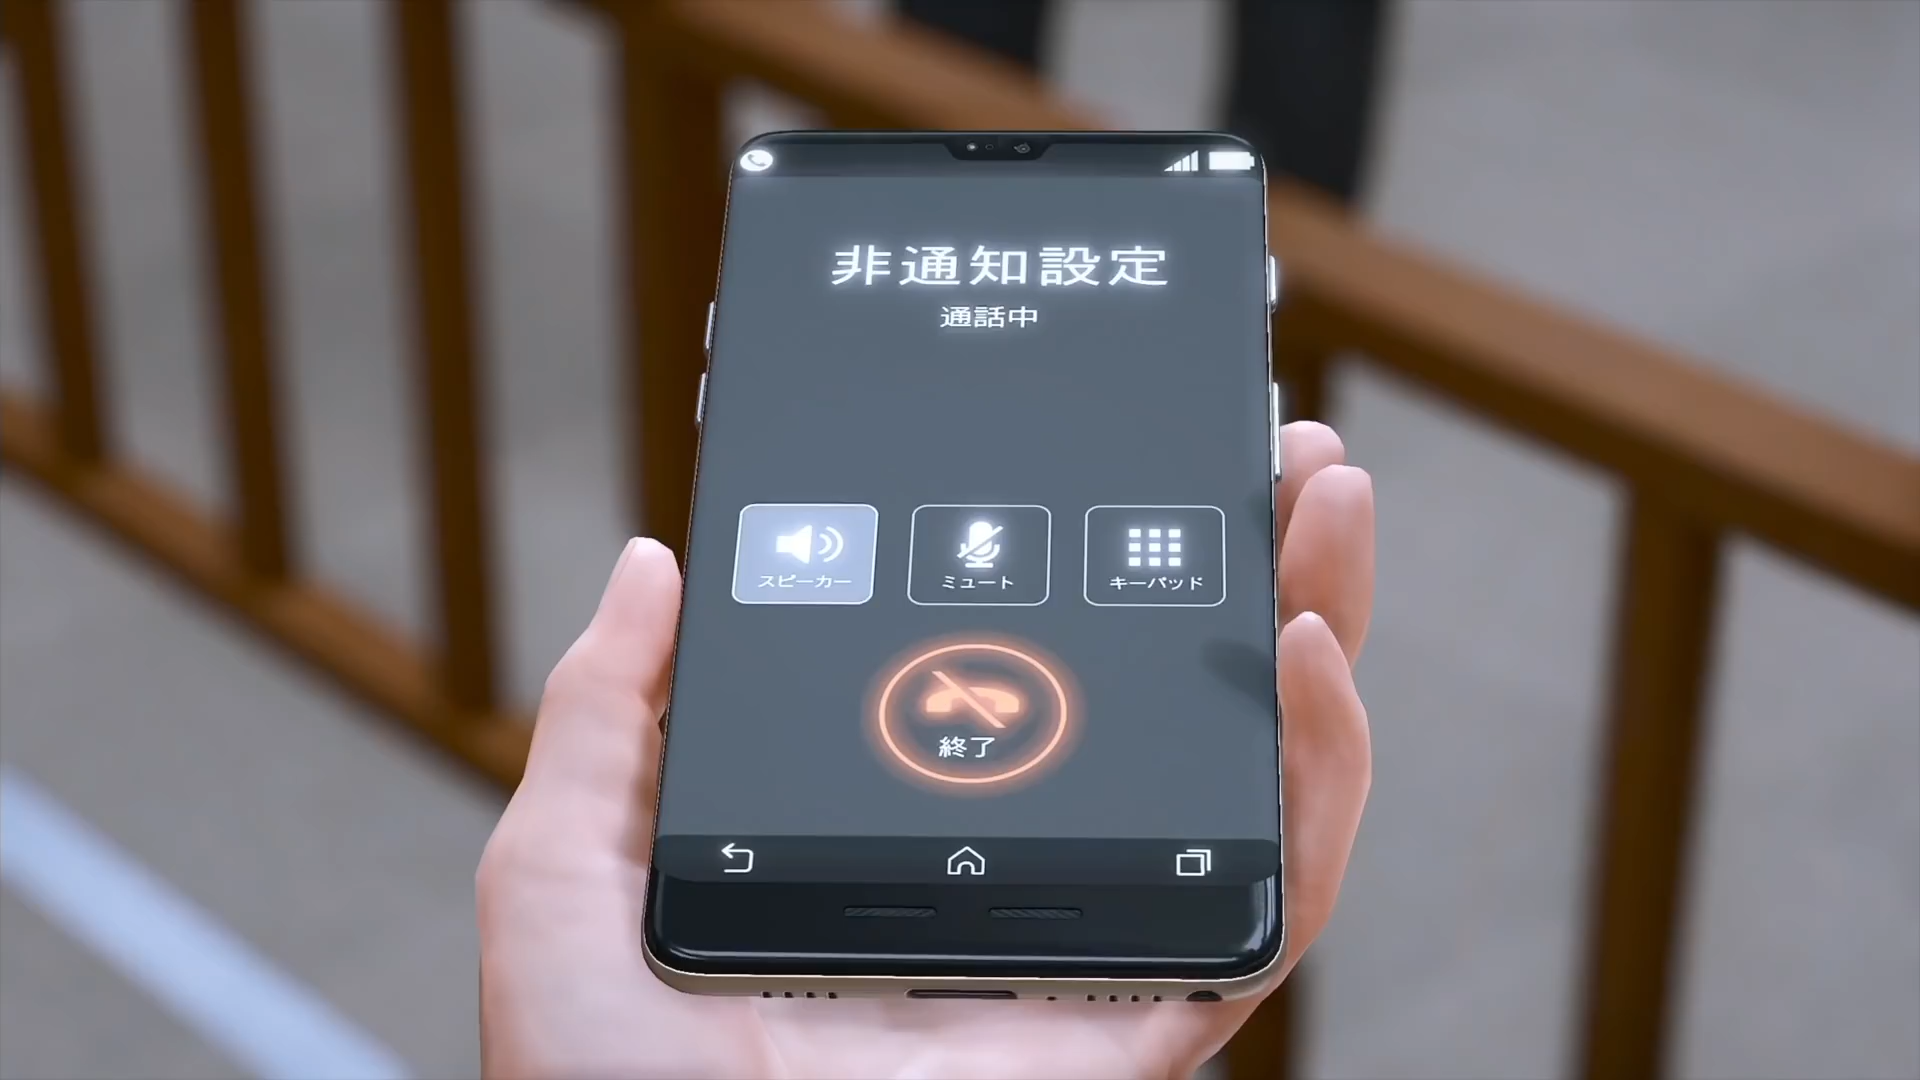 非通知設定
通話中
スピーカー
ミュート
キーパッド
終了